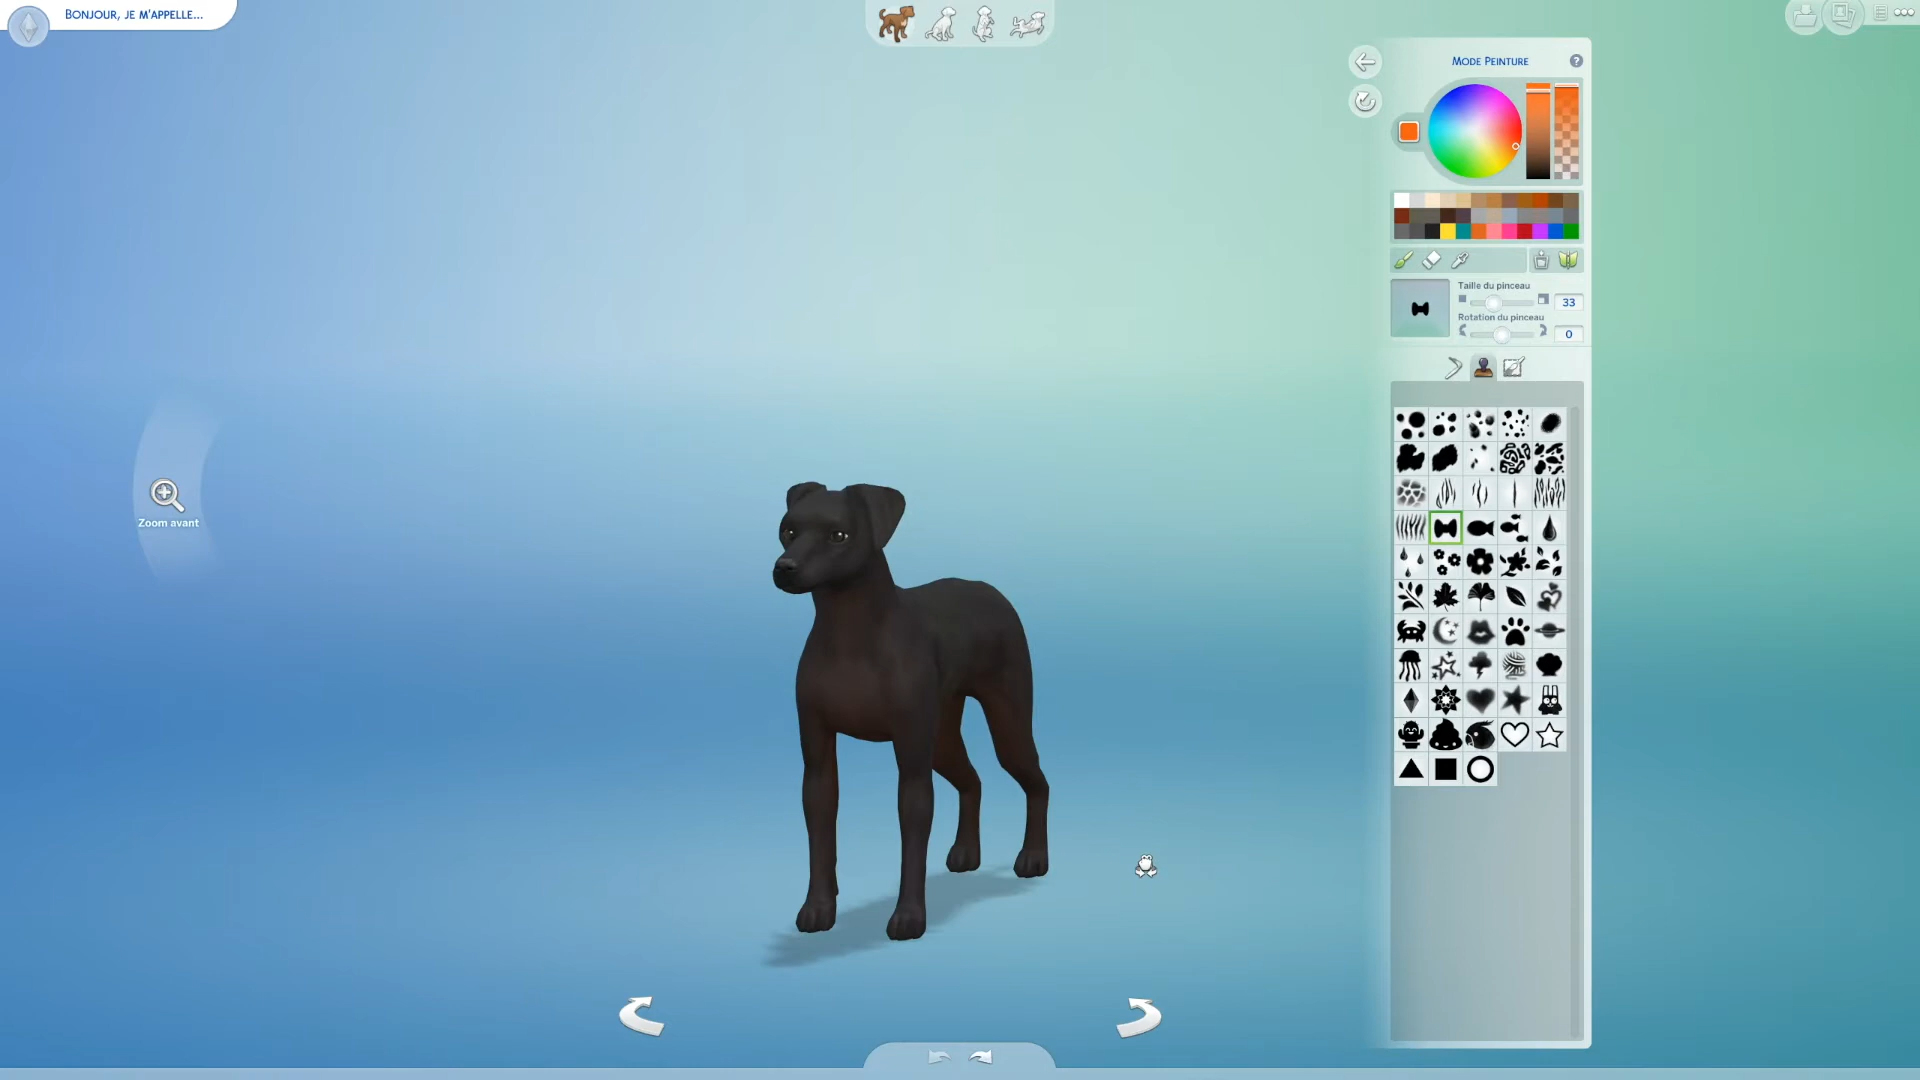 BONJOUR, JE M'APPELLE...
MODE PEINTURE
?
Taille du pinceau
33
Rotation du pinceau
0
Zoom avant